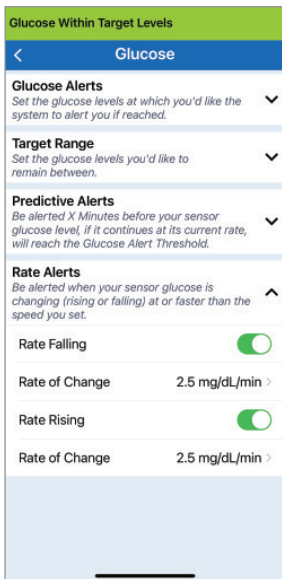 Glucose Within Target Levels
Glucose
Glucose Alerts
Set the glucose levels at which you'd like the
system to alert you if reached.
Target Range
Set the glucose levels you'd like to
remain between.
Predictive Alerts
Be alerted X Minutes before your sensor
glucose level, if it continues at its current rate,
will reach the Glucose Alert Threshold.
Rate Alerts
Be alerted when your sensor glucose is
changing (rising or falling) at or faster than the
speed you set.
Rate Falling
Rate of Change 2.5 mg/dL/min
Rate Rising
Rate of Change 2.5 mg/dL/min